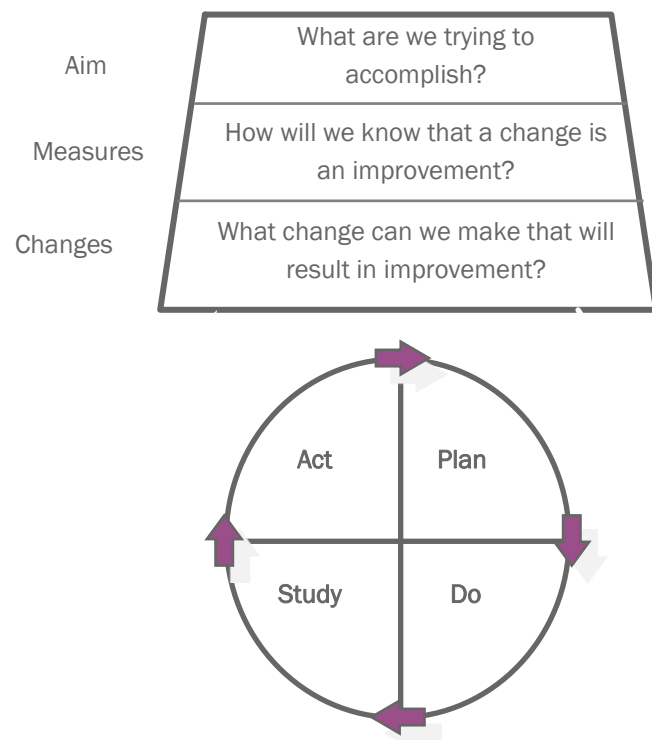 Aim
What are we trying to
accomplish?
Measures
How will we know that a change is
an improvement?
Changes
What change can we make that will
result in improvement?
Act
Plan
Study
Do